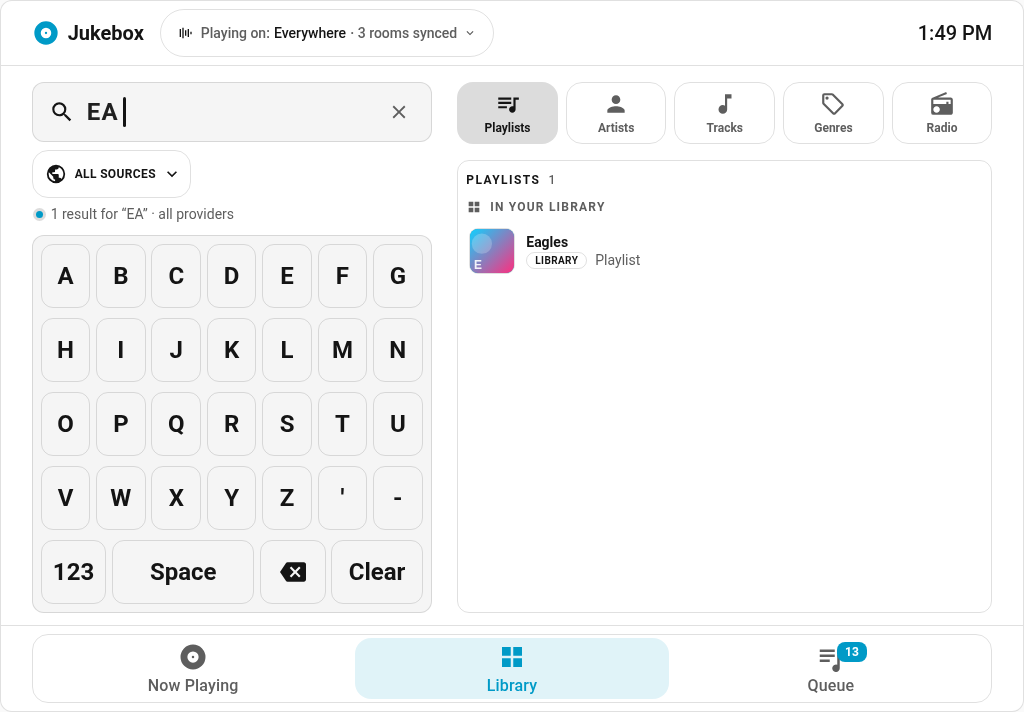 Jukebox
Playing on: Everywhere · 3 rooms synced
1:49 PM
EA
Playlists
Artists
Tracks
Genres
Radio
ALL SOURCES
1 result for “EA” · all providers
PLAYLISTS 1
IN YOUR LIBRARY
E
Eagles
LIBRARY Playlist
A B C D E F G
H I J K L M N
O P Q R S T U
V W X Y Z ' -
123 Space Clear
Now Playing
Library
13
Queue